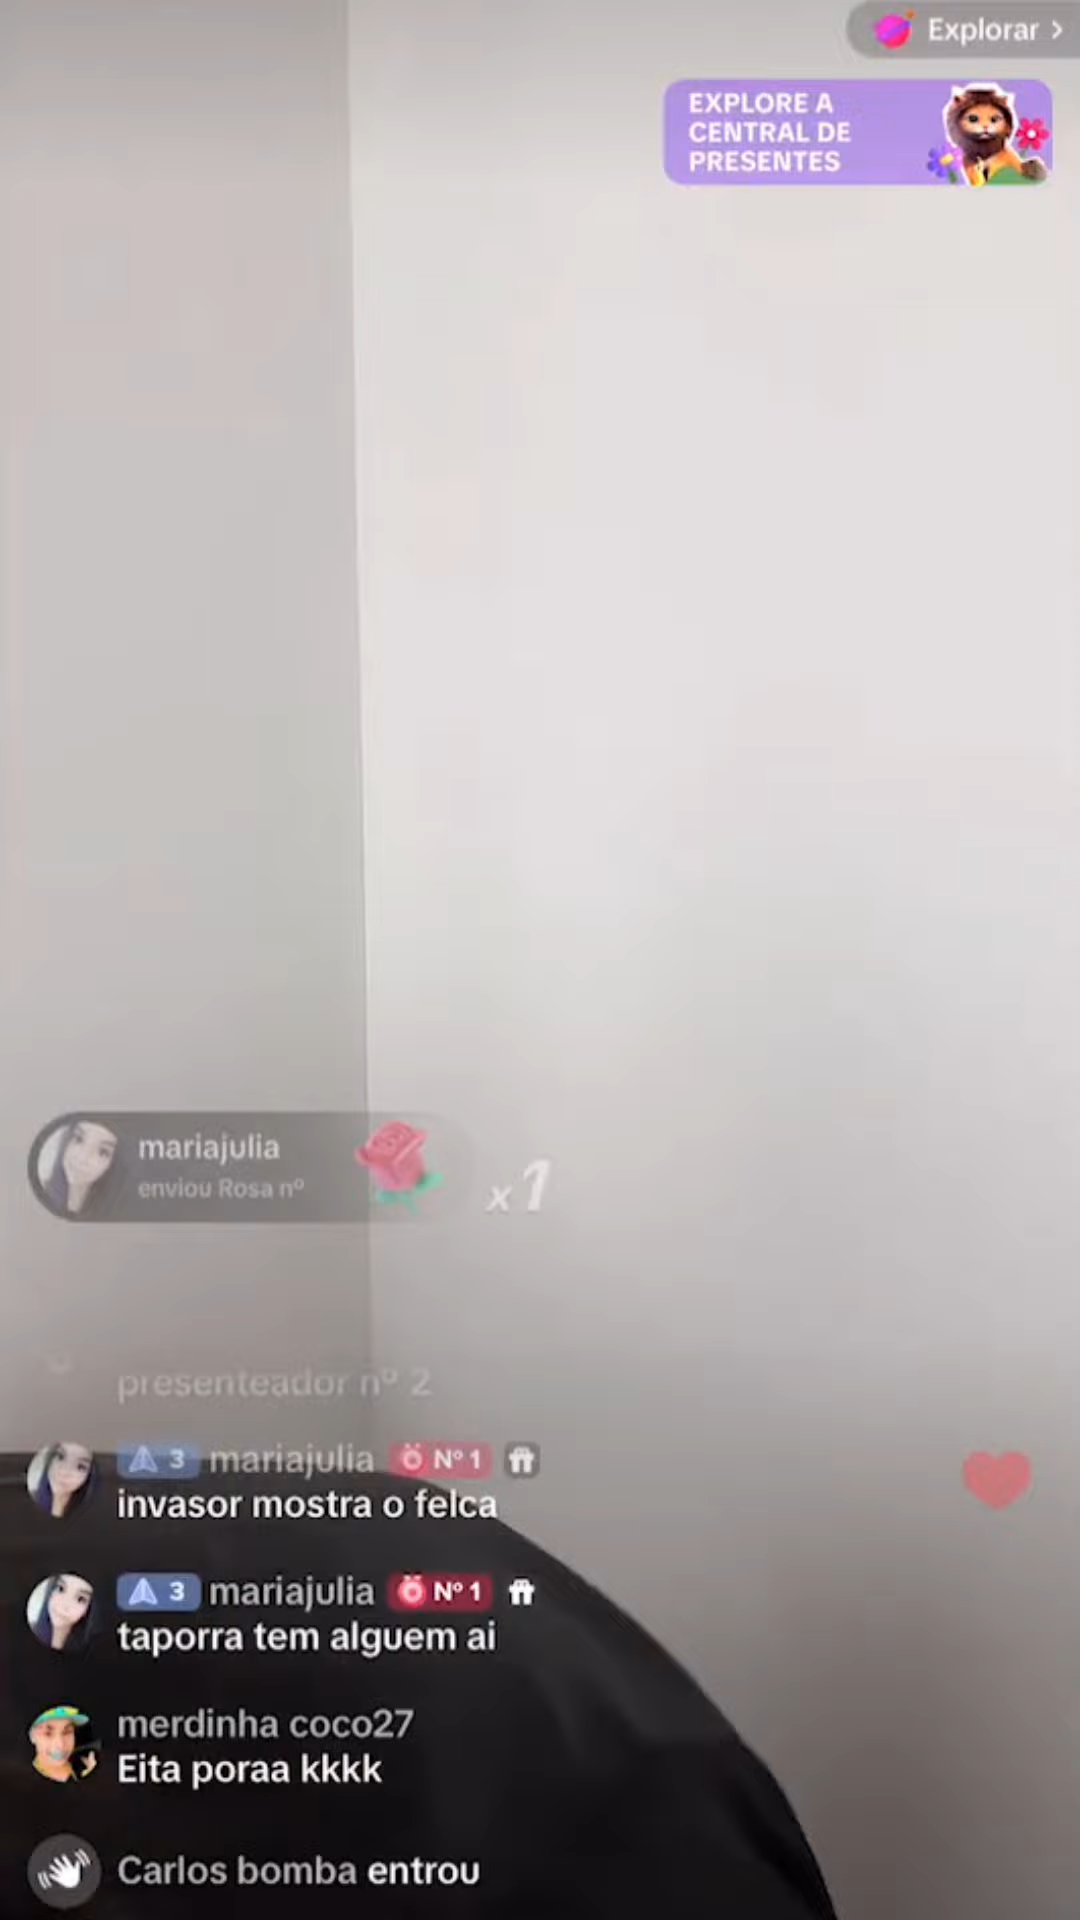 Explorar >
EXPLORE A
CENTRAL DE
PRESENTES
mariajulia
enviou Rosa nº
x1
presenteador nº 2
3 mariajulia Nº 1
invasor mostra o felca
3 mariajulia Nº 1
taporra tem alguem ai
merdinha coco27
Eita poraa kkkk
Carlos bomba entrou